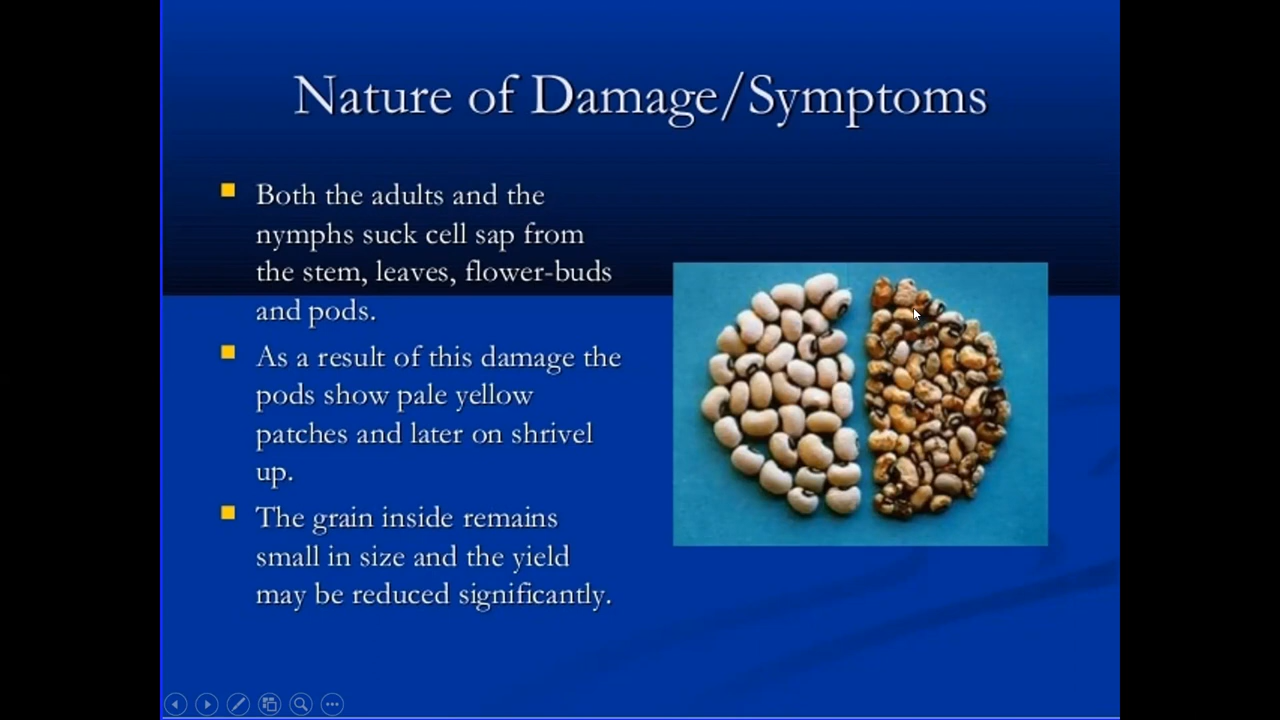 Nature of Damage/Symptoms
Both the adults and the
nymphs suck cell sap from
the stem, leaves, flower-buds
and pods.
As a result of this damage the
pods show pale yellow
patches and later on shrivel
up.
The grain inside remains
small in size and the yield
may be reduced significantly.